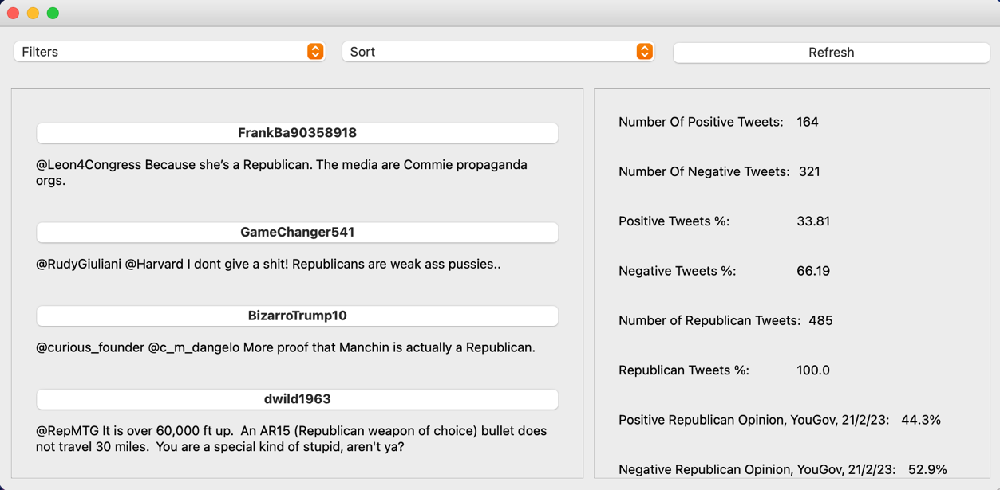 Filters
Sort
Refresh
FrankBa90358918
@Leon4Congress Because she’s a Republican. The media are Commie propaganda
orgs.
GameChanger541
@RudyGiuliani @Harvard I dont give a shit! Republicans are weak ass pussies..
BizarroTrump10
@curious_founder @c_m_dangelo More proof that Manchin is actually a Republican.
dwild1963
@RepMTG It is over 60,000 ft up.  An AR15 (Republican weapon of choice) bullet does
not travel 30 miles.  You are a special kind of stupid, aren't ya?
Number Of Positive Tweets: 164
Number Of Negative Tweets: 321
Positive Tweets %: 33.81
Negative Tweets %: 66.19
Number of Republican Tweets: 485
Republican Tweets %: 100.0
Positive Republican Opinion, YouGov, 21/2/23: 44.3%
Negative Republican Opinion, YouGov, 21/2/23: 52.9%